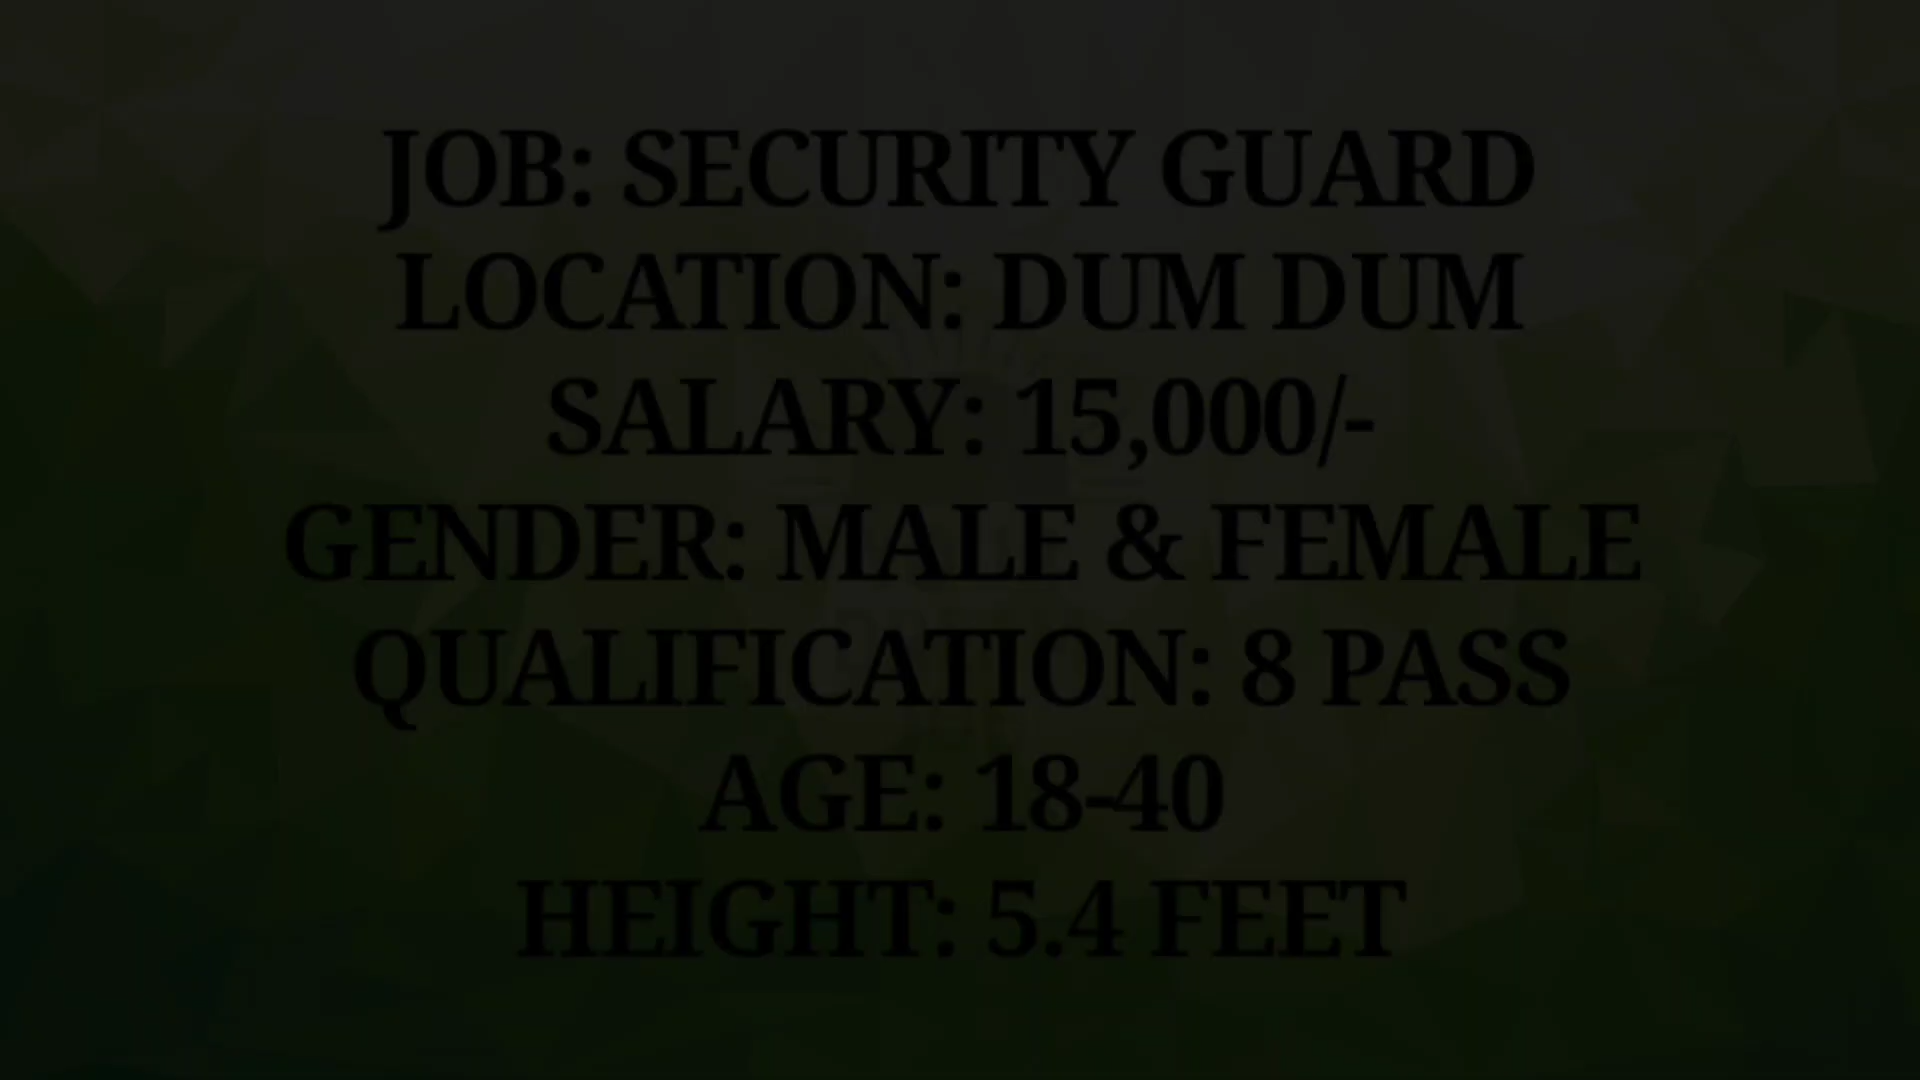 JOB: SECURITY GUARD
LOCATION: DUM DUM
SALARY: 15,000/-
GENDER: MALE & FEMALE
QUALIFICATION: 8 PASS
AGE: 18-40
HEIGHT: 5.4 FEET